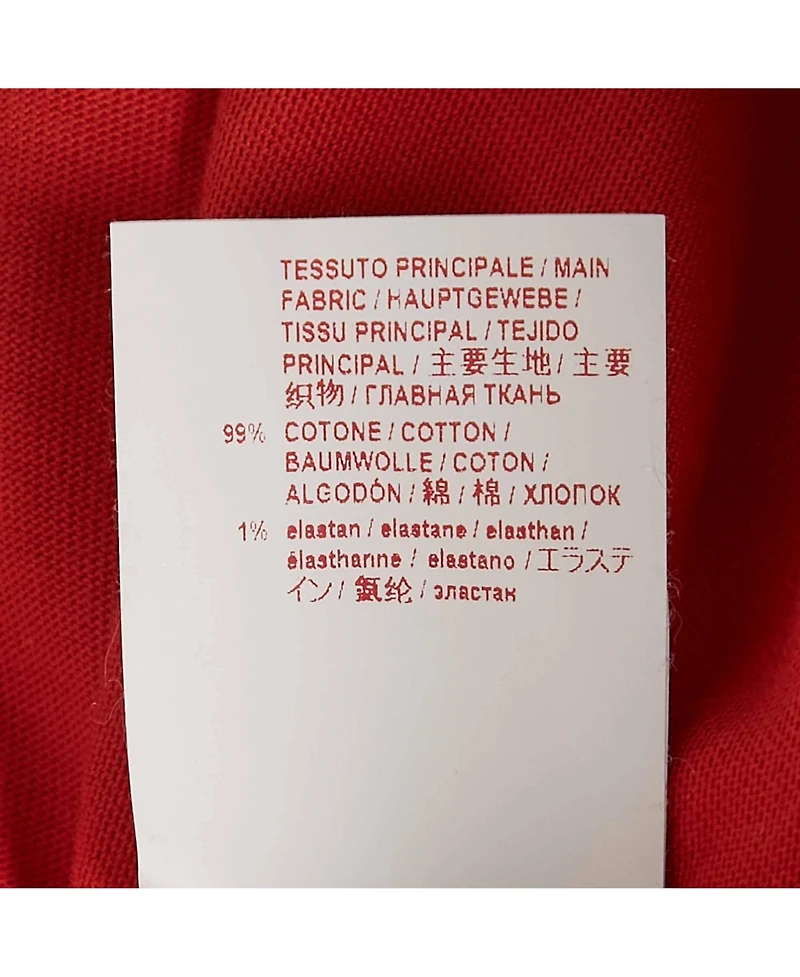 TESSUTO PRINCIPALE / MAIN
FABRIC / HAUPTGEWEBE /
TISSU PRINCIPAL / TEJIDO
PRINCIPAL / 主要生地 / 主要
织物 / ГЛАВНАЯ ТКАНЬ
99% COTONE / COTTON /
BAUMWOLLE / COTON /
ALGODÓN / 綿 / 棉 / ХЛОПОК
1% elastan / elastane / elasthan /
élasthanne / elastano / エラステ
イン / 氨纶 / эластан